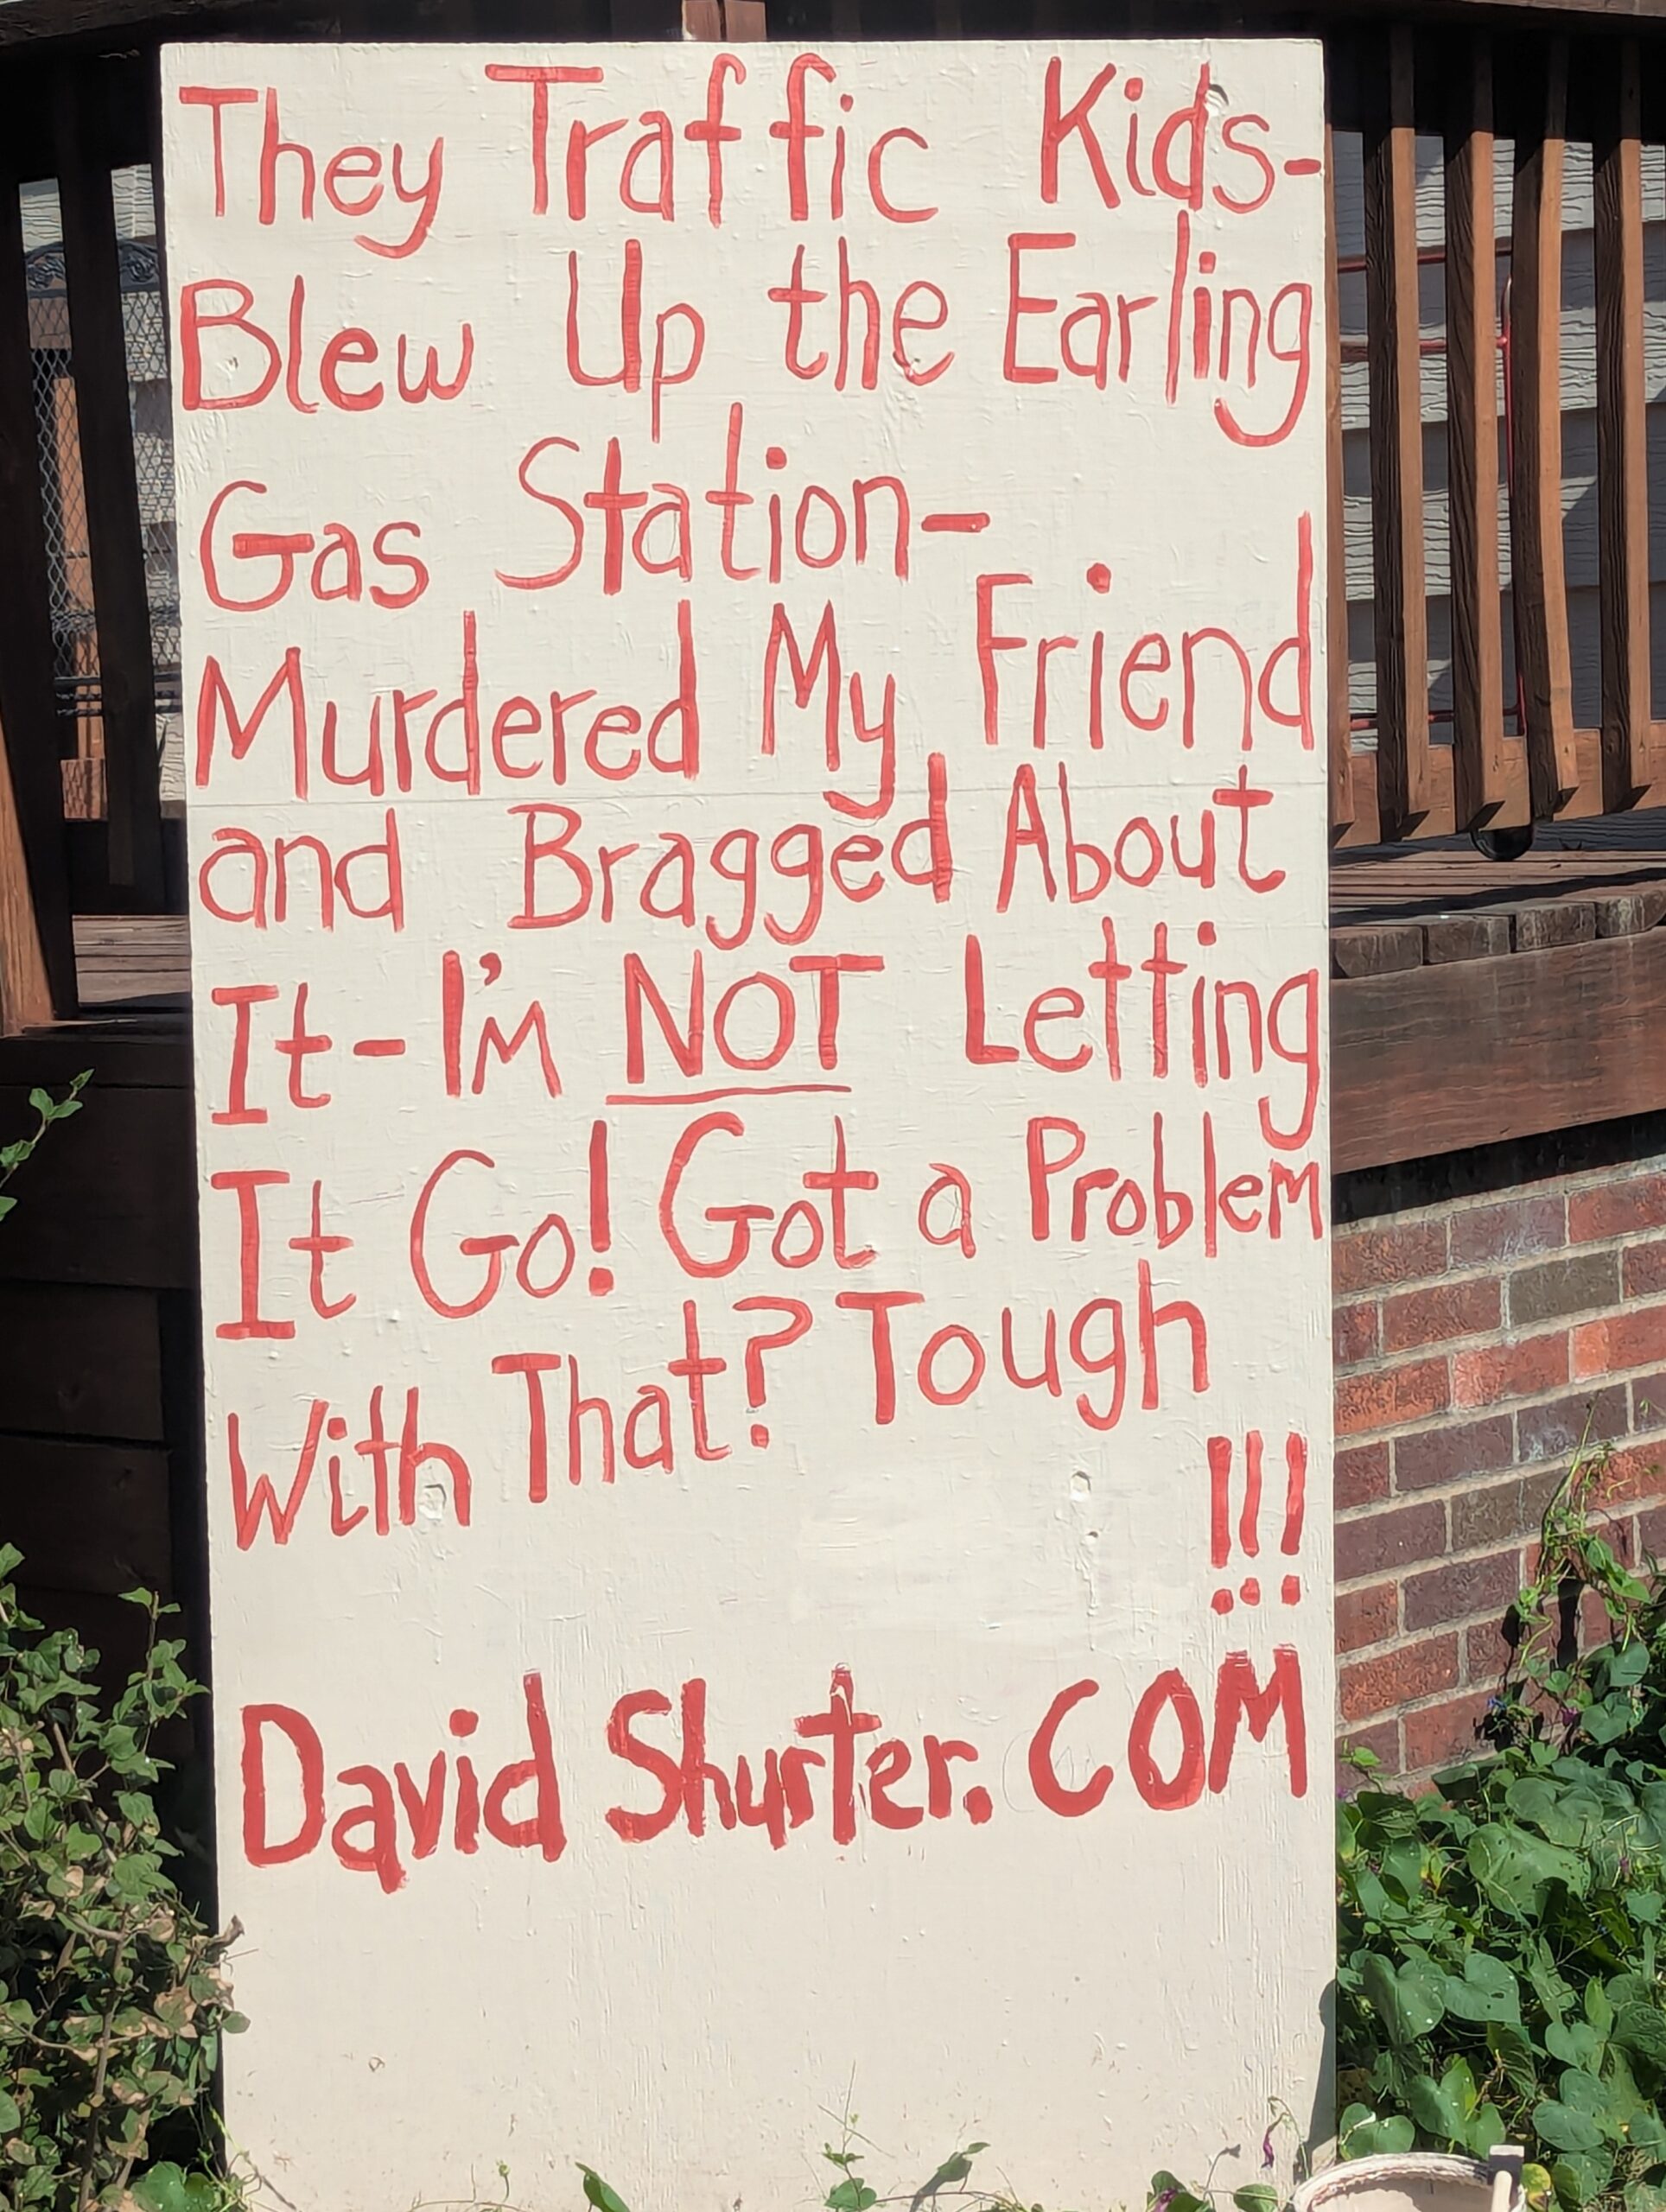 They Traffic Kids-
Blew Up the Earling
Gas Station-
Murdered My Friend
and Bragged About
It-I'm NOT Letting
It Go! Got a Problem
With That? Tough
!!!
David Shurter.COM